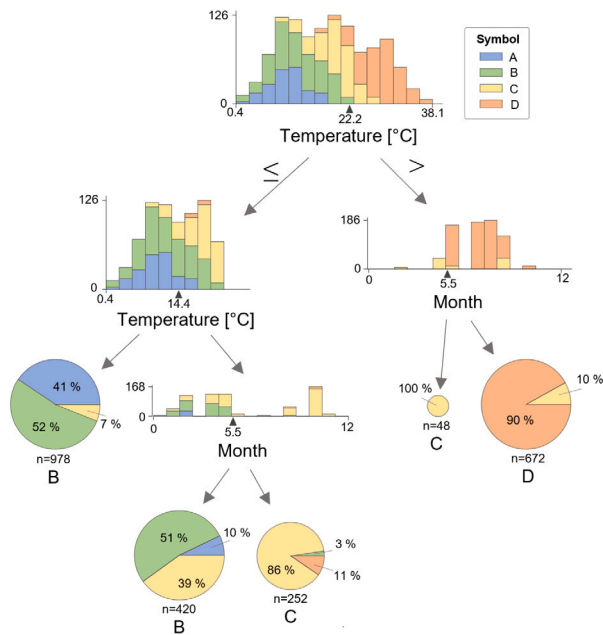 126
0
0.4
22.2
38.1
Temperature [°C]
Symbol
A
B
C
D
≤
>
126
0
0.4
14.4
Temperature [°C]
186
0
0
5.5
12
Month
41 %
52 %
7 %
n=978
B
168
0
0
5.5
12
Month
100 %
n=48
C
10 %
90 %
n=672
D
51 %
10 %
39 %
n=420
B
3 %
86 %
11 %
n=252
C